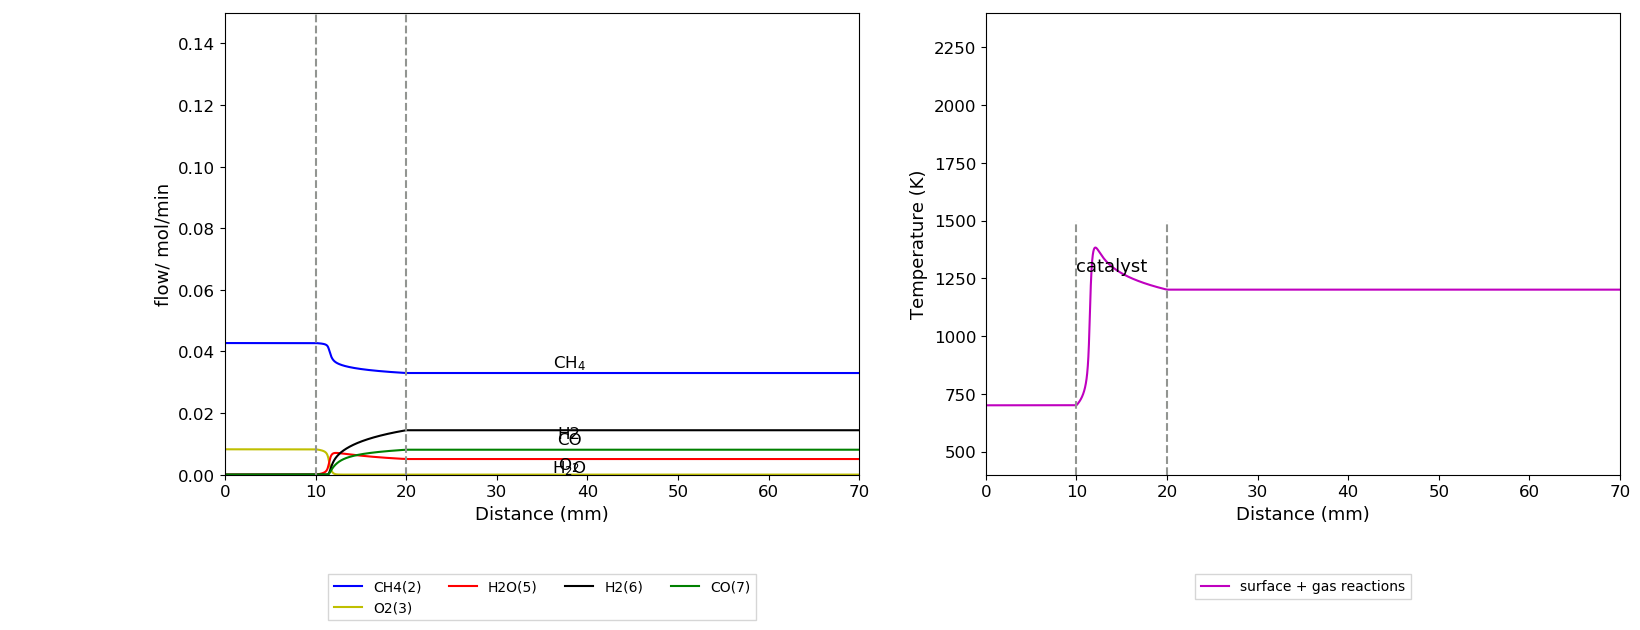 0.14
0.12
0.10
0.08
0.06
0.04
0.02
0.00
flow/ mol/min
CH4
H2
CO
O2
H2O
0 10 20 30 40 50 60 70
Distance (mm)
CH4(2) H2O(5) H2(6) CO(7)
O2(3)
2250
2000
1750
1500
1250
1000
750
500
Temperature (K)
catalyst
0 10 20 30 40 50 60 70
Distance (mm)
surface + gas reactions